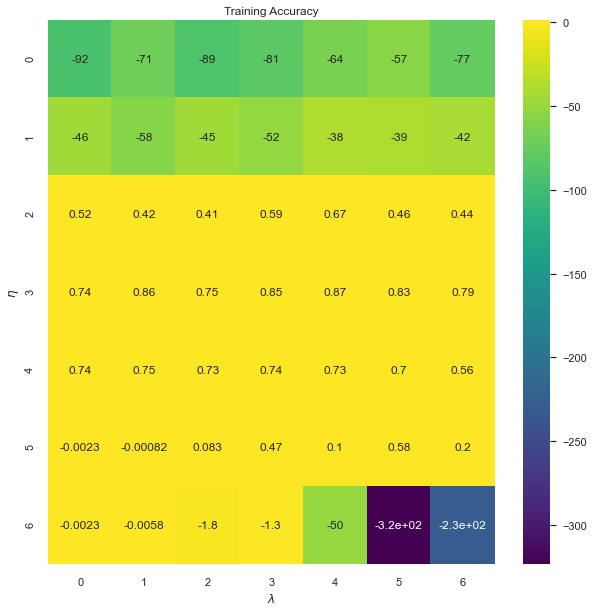 Training Accuracy
0 -92 -71 -89 -81 -64 -57 -77
1 -46 -58 -45 -52 -38 -39 -42
2 0.52 0.42 0.41 0.59 0.67 0.46 0.44
3 0.74 0.86 0.75 0.85 0.87 0.83 0.79
4 0.74 0.75 0.73 0.74 0.73 0.7 0.56
5 -0.0023 -0.00082 0.083 0.47 0.1 0.58 0.2
6 -0.0023 -0.0058 -1.8 -1.3 -50 -3.2e+02 -2.3e+02
0 1 2 3 4 5 6
λ
η
0
−50
−100
−150
−200
−250
−300